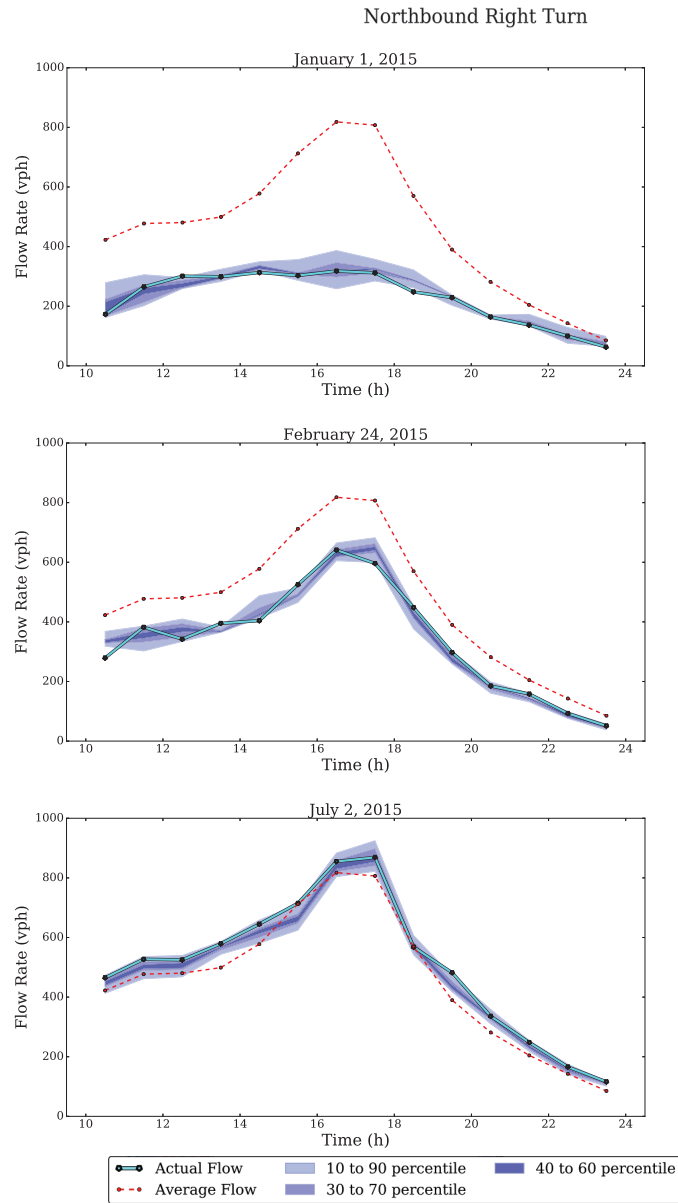 Northbound Right Turn
January 1, 2015
1000
800
600
400
200
0
Flow Rate (vph)
10 12 14 16 18 20 22 24
Time (h)
February 24, 2015
1000
800
600
400
200
0
Flow Rate (vph)
10 12 14 16 18 20 22 24
Time (h)
July 2, 2015
1000
800
600
400
200
0
Flow Rate (vph)
10 12 14 16 18 20 22 24
Time (h)
Actual Flow 10 to 90 percentile 40 to 60 percentile
Average Flow 30 to 70 percentile